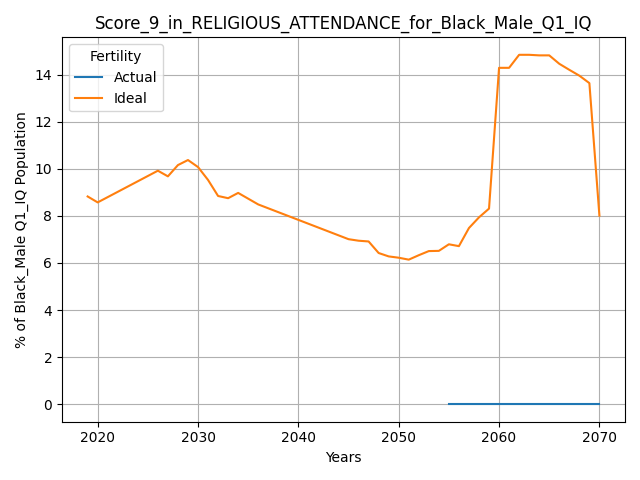 Score_9_in_RELIGIOUS_ATTENDANCE_for_Black_Male_Q1_IQ
Fertility
Actual
Ideal
% of Black_Male Q1_IQ Population
14
12
10
8
6
4
2
0
2020 2030 2040 2050 2060 2070
Years